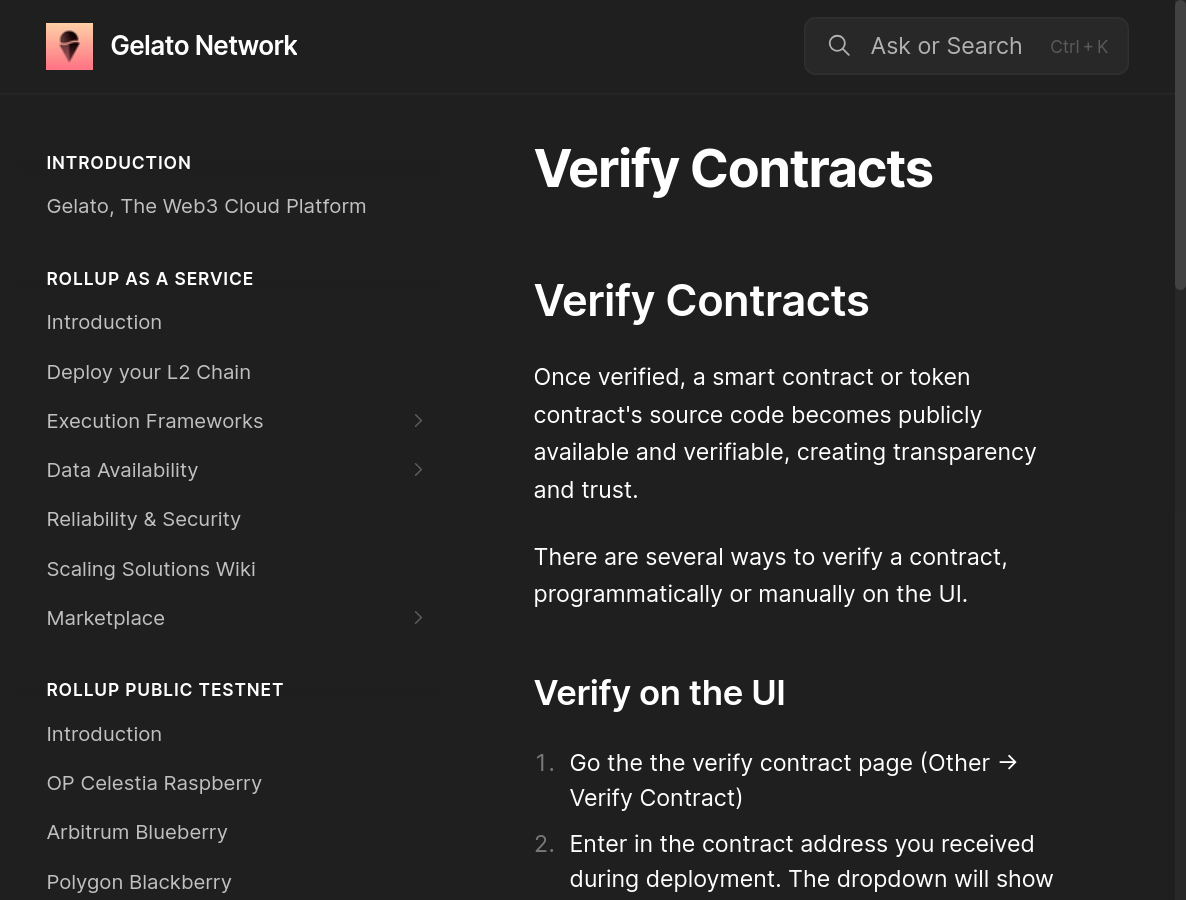 Gelato Network
Ask or Search
Ctrl + K
INTRODUCTION
Gelato, The Web3 Cloud Platform
ROLLUP AS A SERVICE
Introduction
Deploy your L2 Chain
Execution Frameworks
Data Availability
Reliability & Security
Scaling Solutions Wiki
Marketplace
ROLLUP PUBLIC TESTNET
Introduction
OP Celestia Raspberry
Arbitrum Blueberry
Polygon Blackberry
Verify Contracts
Verify Contracts
Once verified, a smart contract or token
contract's source code becomes publicly
available and verifiable, creating transparency
and trust.
There are several ways to verify a contract,
programmatically or manually on the UI.
Verify on the UI
1. Go the the verify contract page (Other →
Verify Contract)
2. Enter in the contract address you received
during deployment. The dropdown will show